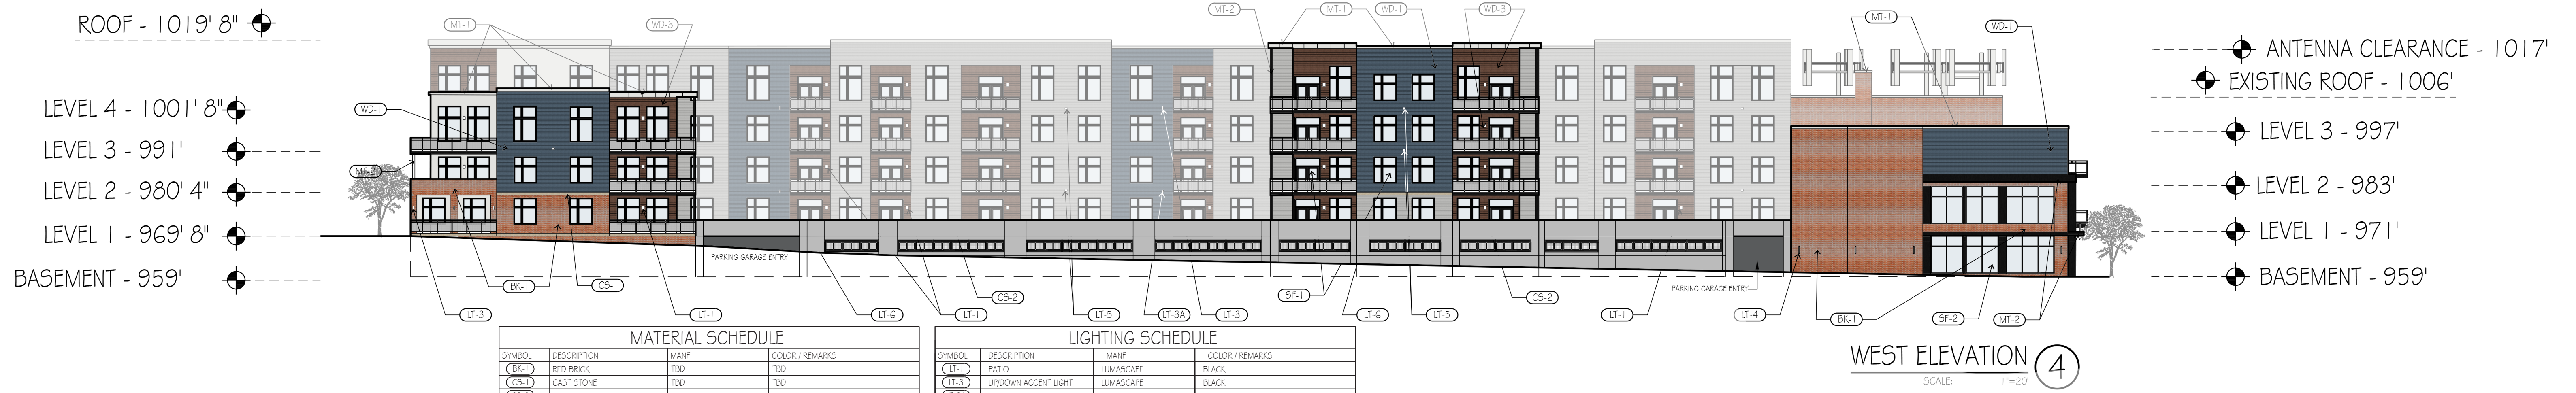 ROOF - 1019' 8"
LEVEL 4 - 1001' 8"
LEVEL 3 - 991'
LEVEL 2 - 980' 4"
LEVEL 1 - 969' 8"
BASEMENT - 959'
MT-1
WD-3
MT-2
MT-1
WD-1
WD-3
MT-1
WD-1
WD-1
MT-2
ANTENNA CLEARANCE - 1017'
EXISTING ROOF - 1006'
LEVEL 3 - 997'
LEVEL 2 - 983'
LEVEL 1 - 971'
BASEMENT - 959'
PARKING GARAGE ENTRY
PARKING GARAGE ENTRY
BK-1
CS-1
CS-2
SF-1
CS-2
LT-3
LT-1
LT-6
LT-1
LT-5
LT-3A
LT-3
LT-6
LT-5
LT-1
LT-4
BK-1
SF-2
MT-2
MATERIAL SCHEDULE
SYMBOL DESCRIPTION MANF COLOR / REMARKS
BK-1 RED BRICK TBD TBD
CS-1 CAST STONE TBD TBD
LIGHTING SCHEDULE
SYMBOL DESCRIPTION MANF COLOR / REMARKS
LT-1 PATIO LUMASCAPE BLACK
LT-3 UP/DOWN ACCENT LIGHT LUMASCAPE BLACK
WEST ELEVATION 4
SCALE: 1"=20'